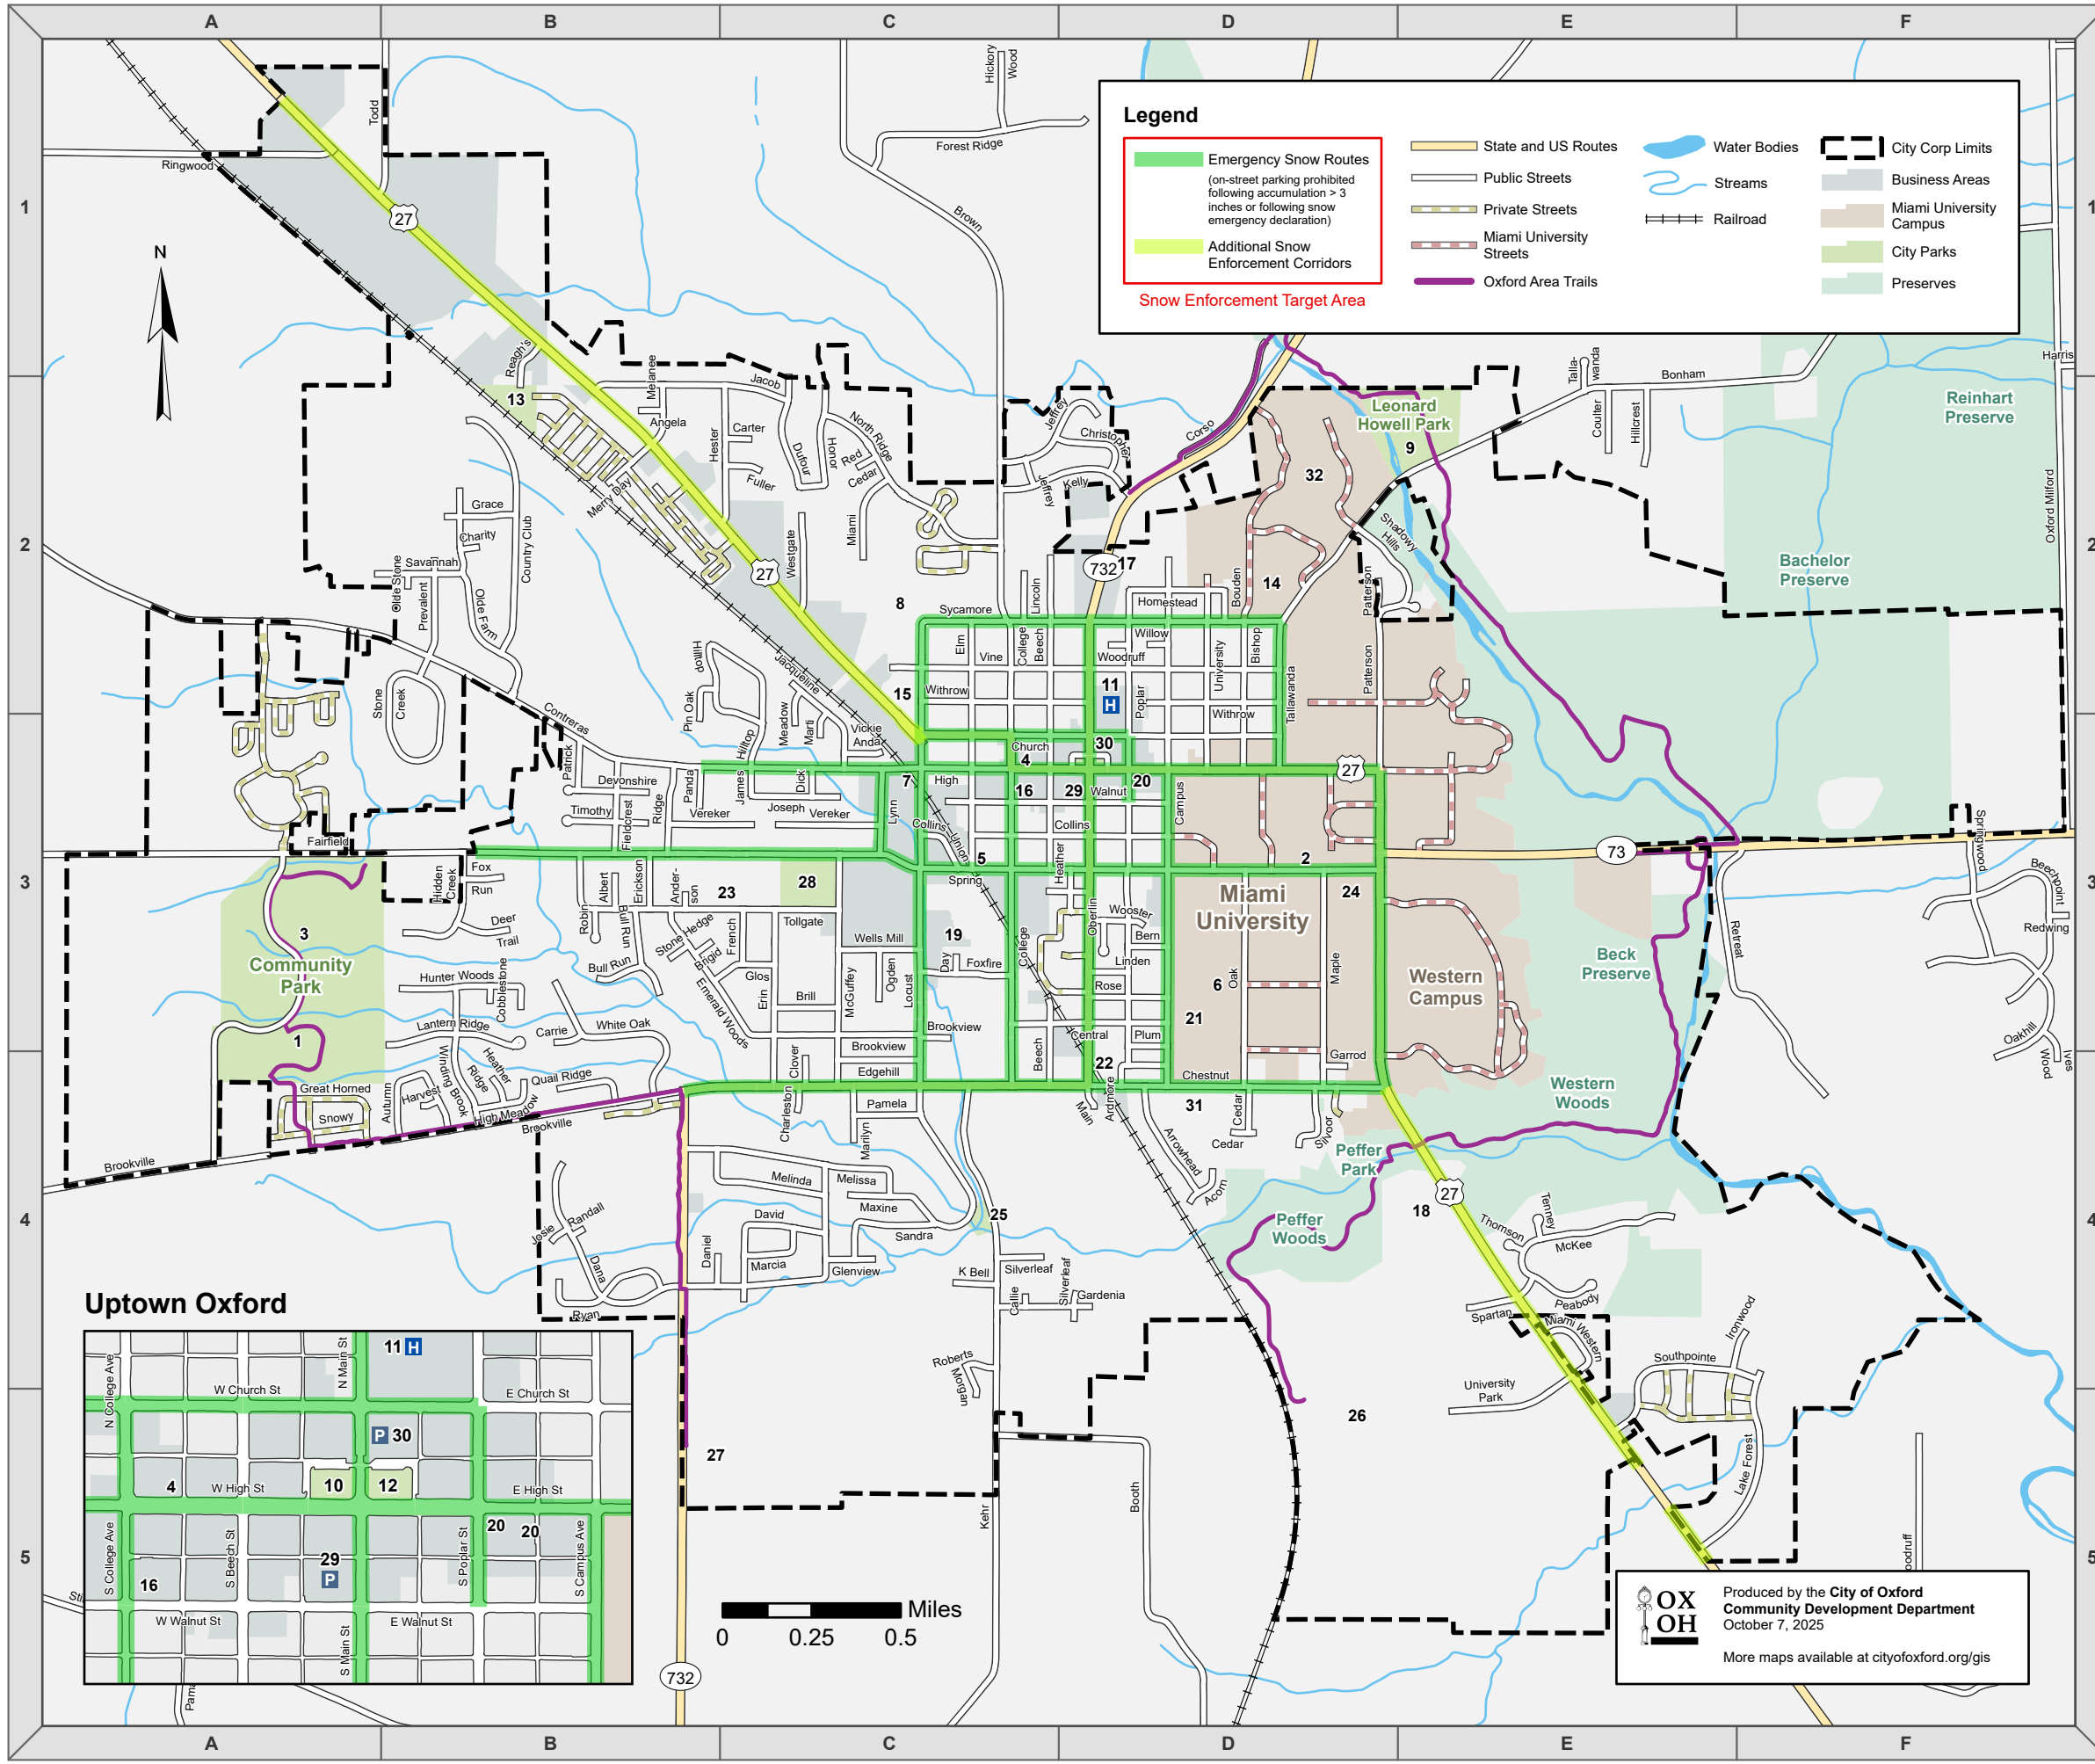 A
B
C
D
E
F
1
2
3
4
5
Legend
Emergency Snow Routes
(on-street parking prohibited
following accumulation > 3
inches or following snow
emergency declaration)
Additional Snow
Enforcement Corridors
Snow Enforcement Target Area
State and US Routes
Public Streets
Private Streets
Miami University
Streets
Oxford Area Trails
Water Bodies
Streams
Railroad
City Corp Limits
Business Areas
Miami University
Campus
City Parks
Preserves
N
Todd
Ringwood
27
Hickory
Wood
Forest Ridge
Brown
Reagh's
13
Melanee
Jacob
Angela
Hester
Carter
Fuller
Dufour
Honor
North Ridge
Red
Cedar
Miami
Merry Day
Westgate
27
Jeffrey
Christopher
Jeffrey
Kelly
Corso
Leonard
Howell Park
9
32
Talla-
wanda
Bonham
Coulter
Hillcrest
Harris
Reinhart
Preserve
Oxford Milford
Bachelor
Preserve
Shadowy
Hills
Patterson
Patterson
Grace
Charity
Savannah
Country Club
Olde Stone
Prevalent
Olde Farm
Stone
Creek
Contreras
732
17
14
Bouden
Homestead
8
Sycamore
Lincoln
Elm
College
Beech
Vine
Willow
Woodruff
University
Bishop
Tallawanda
15
Withrow
11
H
Poplar
Withrow
Hilltop
Jacqueline
Pin Oak
Hilltop
Meadow
Marti
Vickie
Anda
Church
4
30
27
Patrick
Devonshire
Timothy
Fieldcrest
Ridge
Panda
James
Dick
Joseph
Vereker
Vereker
7
High
Lynn
16
29
Walnut
20
Campus
Collins
Collins
Union
5
Spring
Heather
2
73
Fairfield
Fox
Run
Hidden
Creek
Deer
Trail
Robin
Albert
Erickson
Ander-
son
23
28
Bull Run
Stone Hedge
Brigid
French
Tollgate
Wells Mill
19
Day
Foxfire
College
Oberlin
Wooster
Bern
Linden
Rose
Miami
University
24
6
Oak
Maple
21
Western
Campus
Beck
Preserve
Retreat
Springwood
Beechpoint
Redwing
Oakhill
Wood
Ives
3
Community
Park
1
Hunter Woods
Cobblestone
Bull Run
Emerald Woods
Glos
Erin
Brill
McGuffey
Ogden
Locust
Lantern Ridge
Carrie
White Oak
Brookview
Brookview
Central
Plum
Garrod
Winding Brook
Heather
Ridge
Quail Ridge
Clover
Edgehill
Beech
22
Chestnut
Great Horned
Snowy
Autumn
Harvest
High Meadow
Brookville
Brookville
Charleston
Pamela
Marilyn
Main
Ardmore
31
Cedar
Cedar
Silvoor
Arrowhead
Acorn
Western
Woods
Peffer
Park
Peffer
Woods
27
18
Melinda
Melissa
Maxine
David
Sandra
Marcia
Glenview
Daniel
25
Josie
Randall
Dana
Ryan
K Bell
Silverleaf
Silverleaf
Callie
Gardenia
Thomson
Tenney
McKee
Peabody
Spartan
Miami Western
Ironwood
Southpointe
University
Park
Lake Forest
Roberts
Morgan
26
27
Kehr
Booth
732
Uptown Oxford
N College Ave
N Main St
11 H
W Church St
E Church St
P 30
4
W High St
10
12
E High St
S College Ave
S Beech St
29
P
16
S Poplar St
20
20
S Campus Ave
W Walnut St
S Main St
E Walnut St
0
0.25
0.5
Miles
OX
OH
Produced by the City of Oxford
Community Development Department
October 7, 2025
More maps available at cityofoxford.org/gis
A
B
C
D
E
F